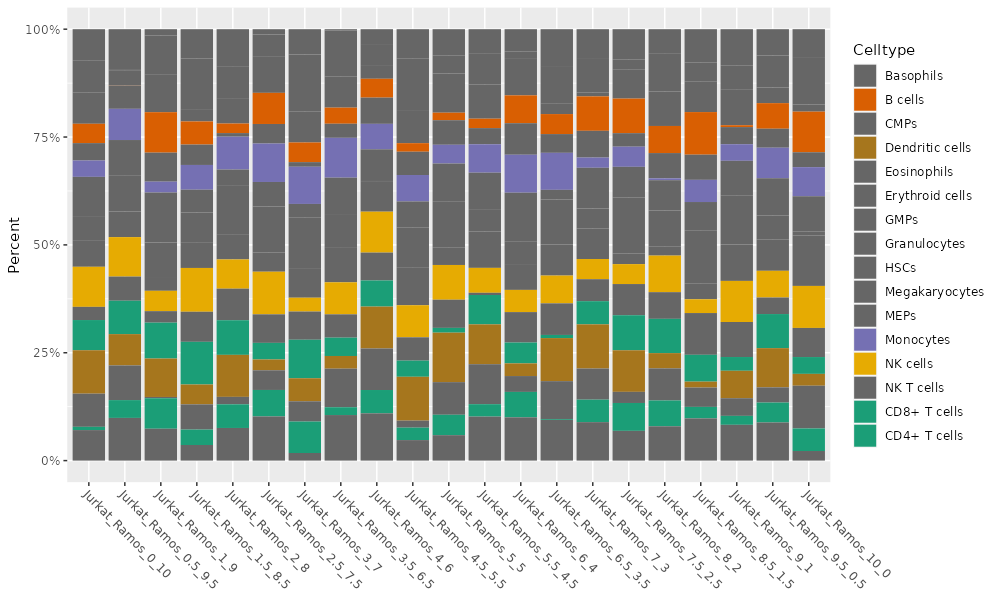 100%
75%
50%
25%
0%
Percent
Jurkat_Ramos_0_10
Jurkat_Ramos_0.5_9.5
Jurkat_Ramos_1_9
Jurkat_Ramos_1.5_8.5
Jurkat_Ramos_2_8
Jurkat_Ramos_2.5_7.5
Jurkat_Ramos_3_7
Jurkat_Ramos_3.5_6.5
Jurkat_Ramos_4_6
Jurkat_Ramos_4.5_5.5
Jurkat_Ramos_5_5
Jurkat_Ramos_5.5_4.5
Jurkat_Ramos_6_4
Jurkat_Ramos_6.5_3.5
Jurkat_Ramos_7_3
Jurkat_Ramos_7.5_2.5
Jurkat_Ramos_8_2
Jurkat_Ramos_8.5_1.5
Jurkat_Ramos_9_1
Jurkat_Ramos_9.5_0.5
Jurkat_Ramos_10_0
Celltype
Basophils
B cells
CMPs
Dendritic cells
Eosinophils
Erythroid cells
GMPs
Granulocytes
HSCs
Megakaryocytes
MEPs
Monocytes
NK cells
NK T cells
CD8+ T cells
CD4+ T cells